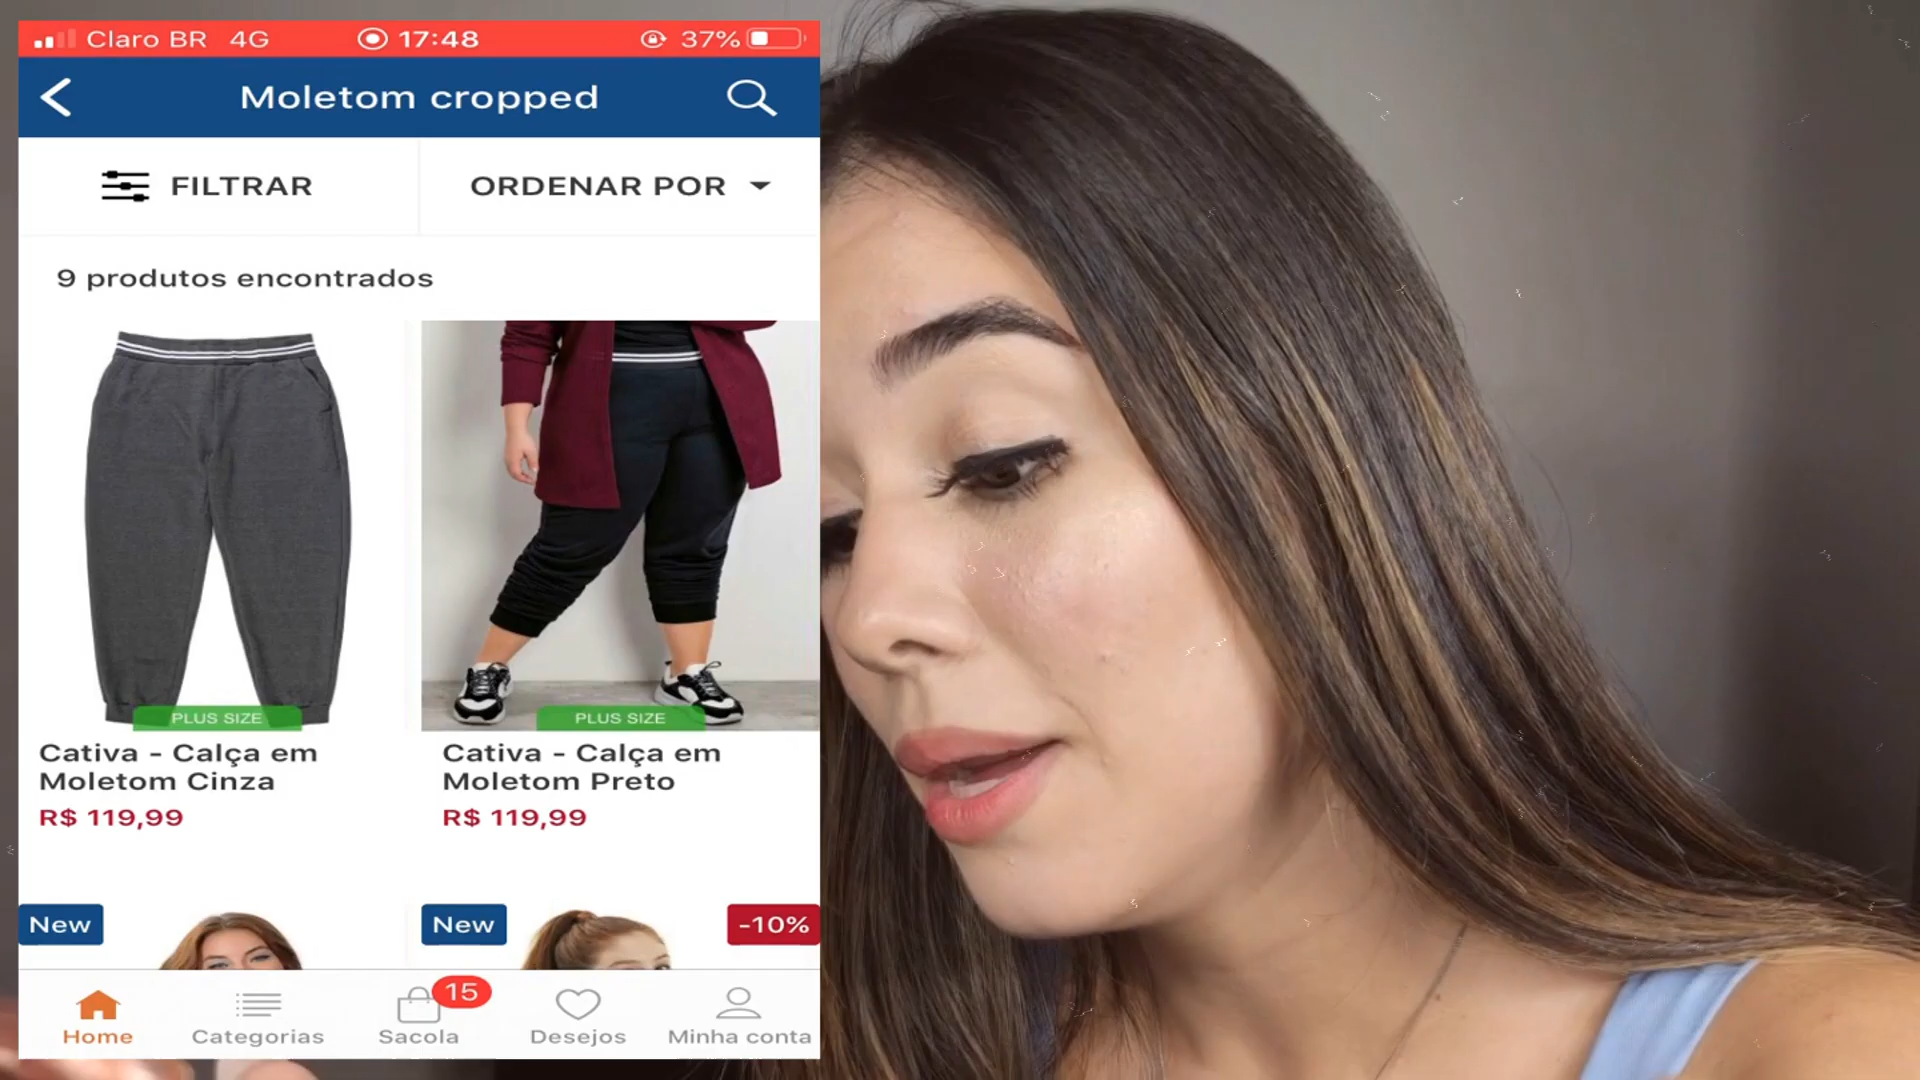 Claro BR 4G 17:48 37%
Moletom cropped
FILTRAR ORDENAR POR
9 produtos encontrados
PLUS SIZE PLUS SIZE
Cativa - Calça em Moletom Cinza
R$ 119,99
Cativa - Calça em Moletom Preto
R$ 119,99
New New -10%
15
Home Categorias Sacola Desejos Minha conta